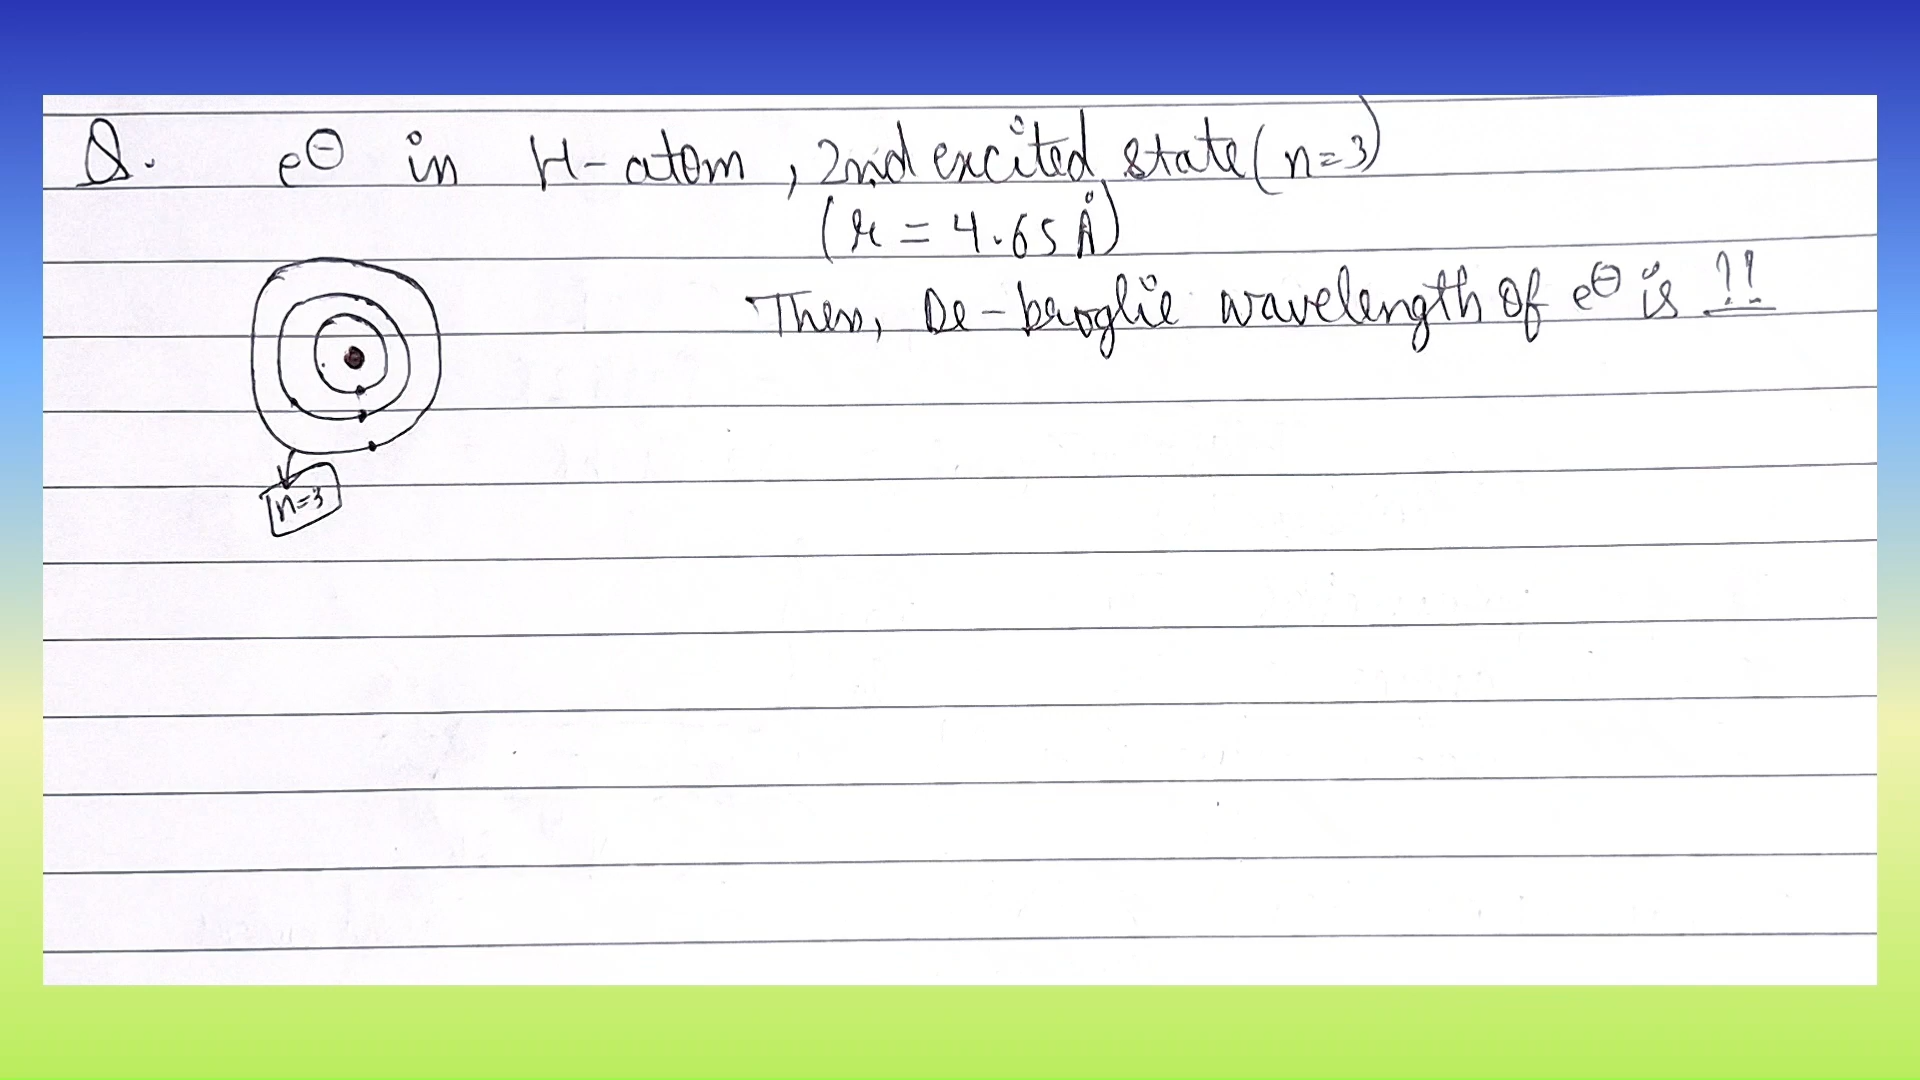 Q. e⊖ in H-atom, 2nd excited state (n=3)
(r = 4.65 Å)
Then, De-broglie wavelength of e⊖ is ??
n=3